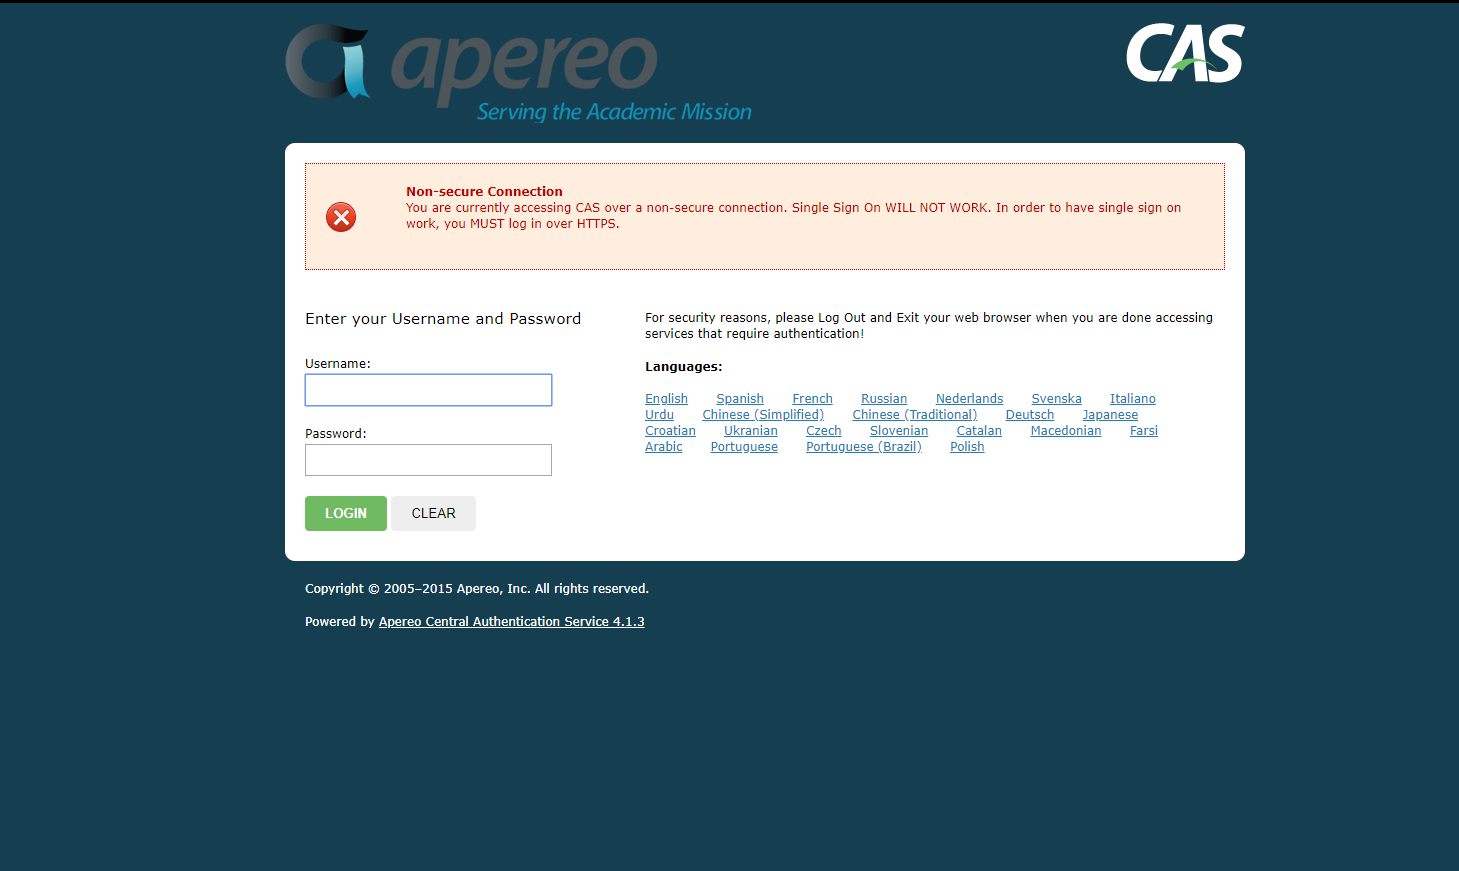 apereo
Serving the Academic Mission
CAS
Non-secure Connection
You are currently accessing CAS over a non-secure connection. Single Sign On WILL NOT WORK. In order to have single sign on
work, you MUST log in over HTTPS.
Enter your Username and Password
Username:
Password:
LOGIN CLEAR
For security reasons, please Log Out and Exit your web browser when you are done accessing
services that require authentication!
Languages:
English Spanish French Russian Nederlands Svenska Italiano
Urdu Chinese (Simplified) Chinese (Traditional) Deutsch Japanese
Croatian Ukranian Czech Slovenian Catalan Macedonian Farsi
Arabic Portuguese Portuguese (Brazil) Polish
Copyright © 2005–2015 Apereo, Inc. All rights reserved.
Powered by Apereo Central Authentication Service 4.1.3